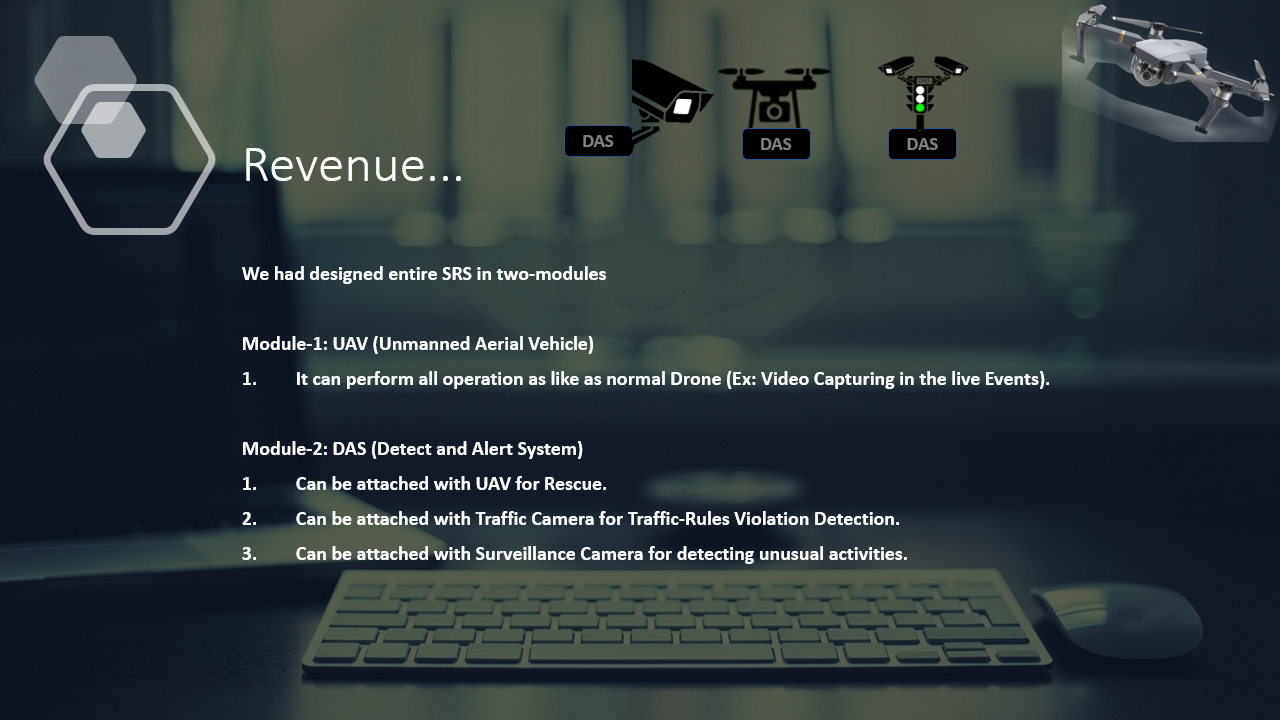 DAS
DAS
DAS
Revenue...
We had designed entire SRS in two-modules
Module-1: UAV (Unmanned Aerial Vehicle)
1. It can perform all operation as like as normal Drone (Ex: Video Capturing in the live Events).
Module-2: DAS (Detect and Alert System)
1. Can be attached with UAV for Rescue.
2. Can be attached with Traffic Camera for Traffic-Rules Violation Detection.
3. Can be attached with Surveillance Camera for detecting unusual activities.